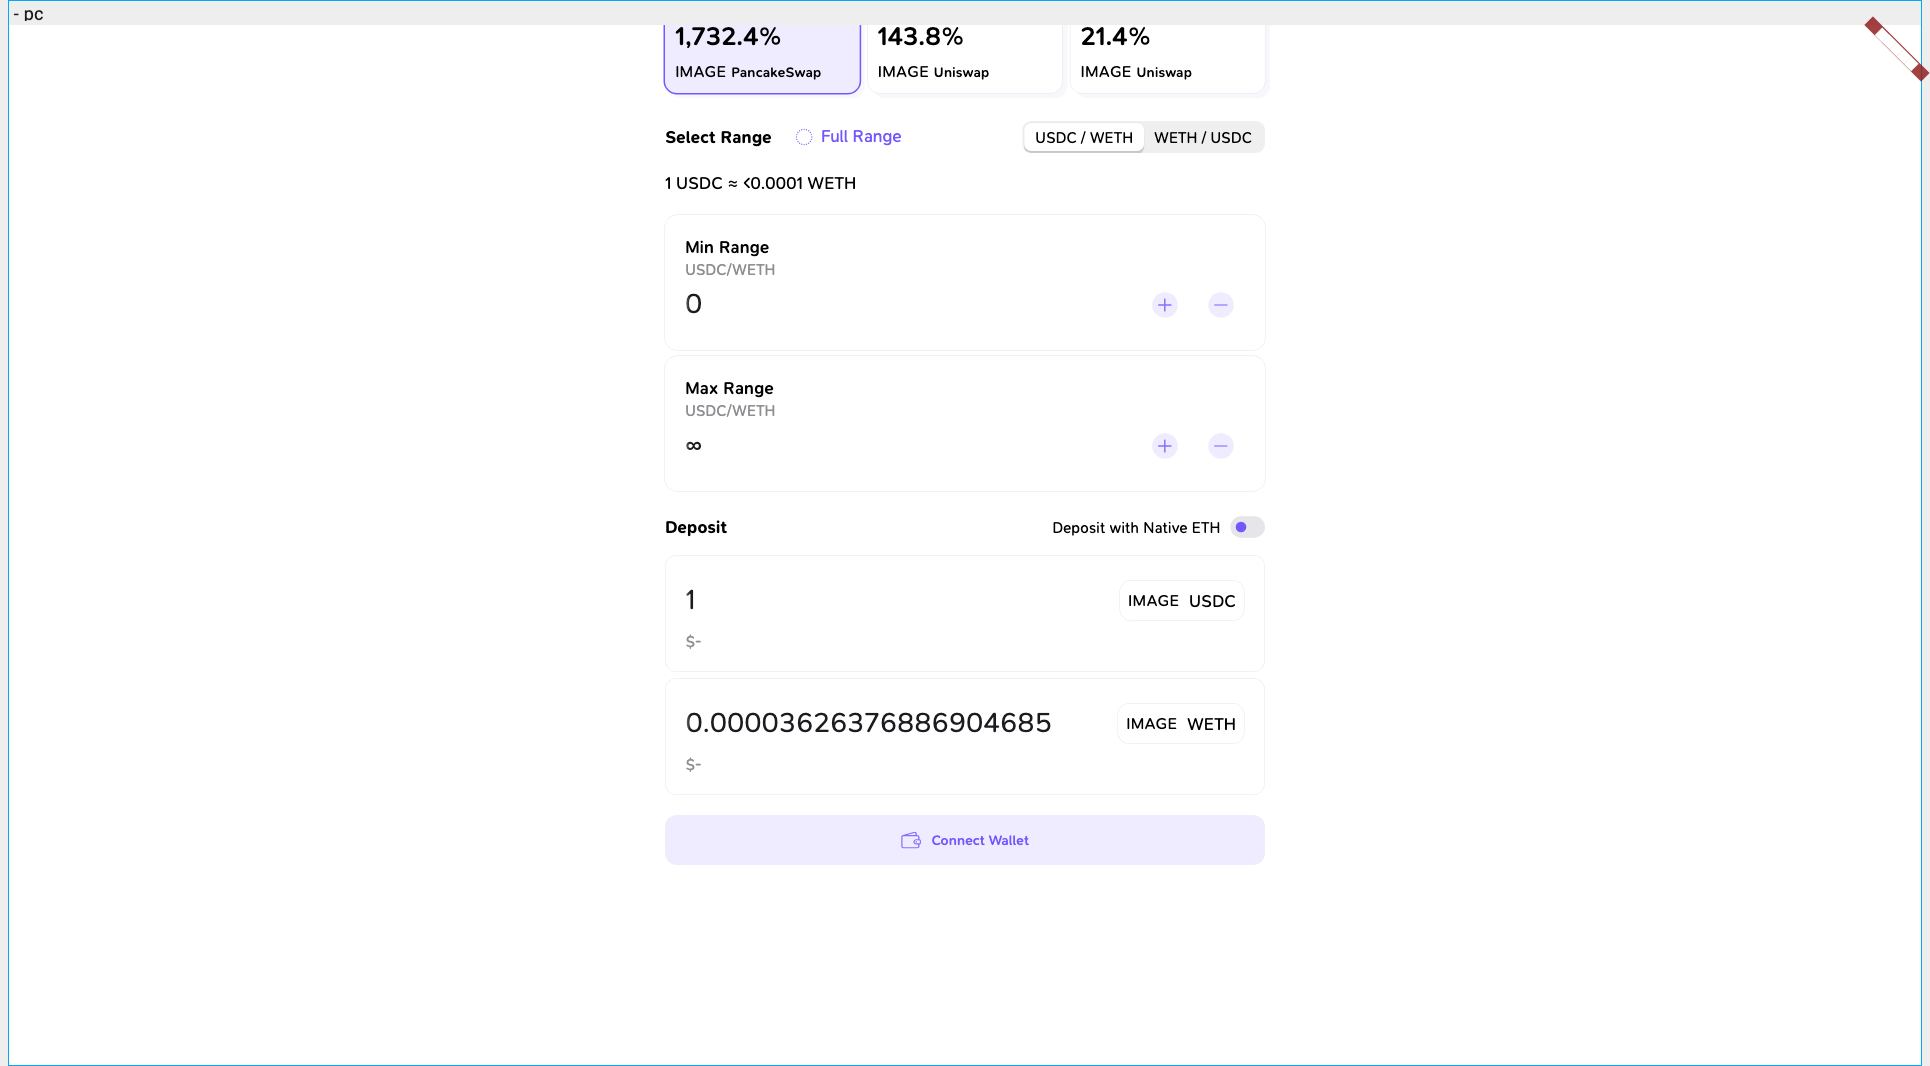 - pc
1,732.4% 143.8% 21.4%
IMAGE PancakeSwap IMAGE Uniswap IMAGE Uniswap
Select Range Full Range USDC / WETH WETH / USDC
1 USDC ≈ <0.0001 WETH
Min Range
USDC/WETH
0
Max Range
USDC/WETH
∞
Deposit Deposit with Native ETH
1 IMAGE USDC
$-
0.00003626376886904685 IMAGE WETH
$-
Connect Wallet